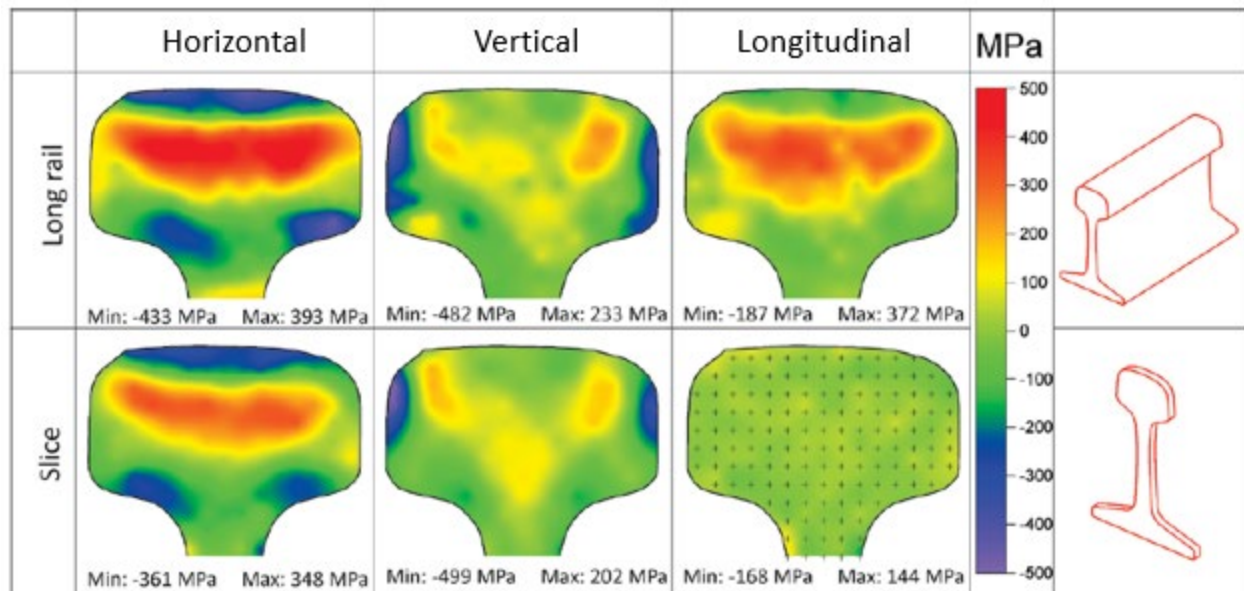 Horizontal Vertical Longitudinal MPa
Long rail
Min: -433 MPa Max: 393 MPa Min: -482 MPa Max: 233 MPa Min: -187 MPa Max: 372 MPa
Slice
Min: -361 MPa Max: 348 MPa Min: -499 MPa Max: 202 MPa Min: -168 MPa Max: 144 MPa
500
400
300
200
100
0
-100
-200
-300
-400
-500